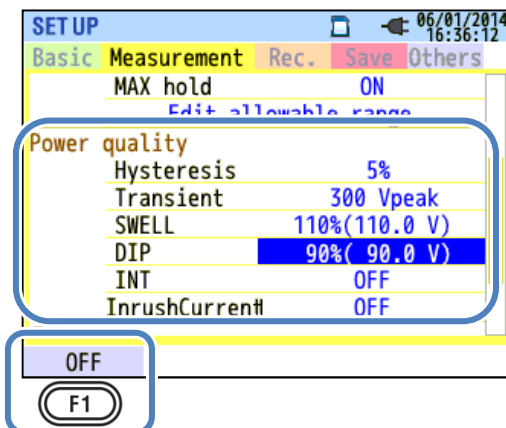 SET UP 06/01/2014
16:36:12
Basic Measurement Rec. Save Others
MAX hold ON
Edit allowable range
Power quality
Hysteresis 5%
Transient 300 Vpeak
SWELL 110%(110.0 V)
DIP 90%( 90.0 V)
INT OFF
InrushCurrent OFF
OFF
F1